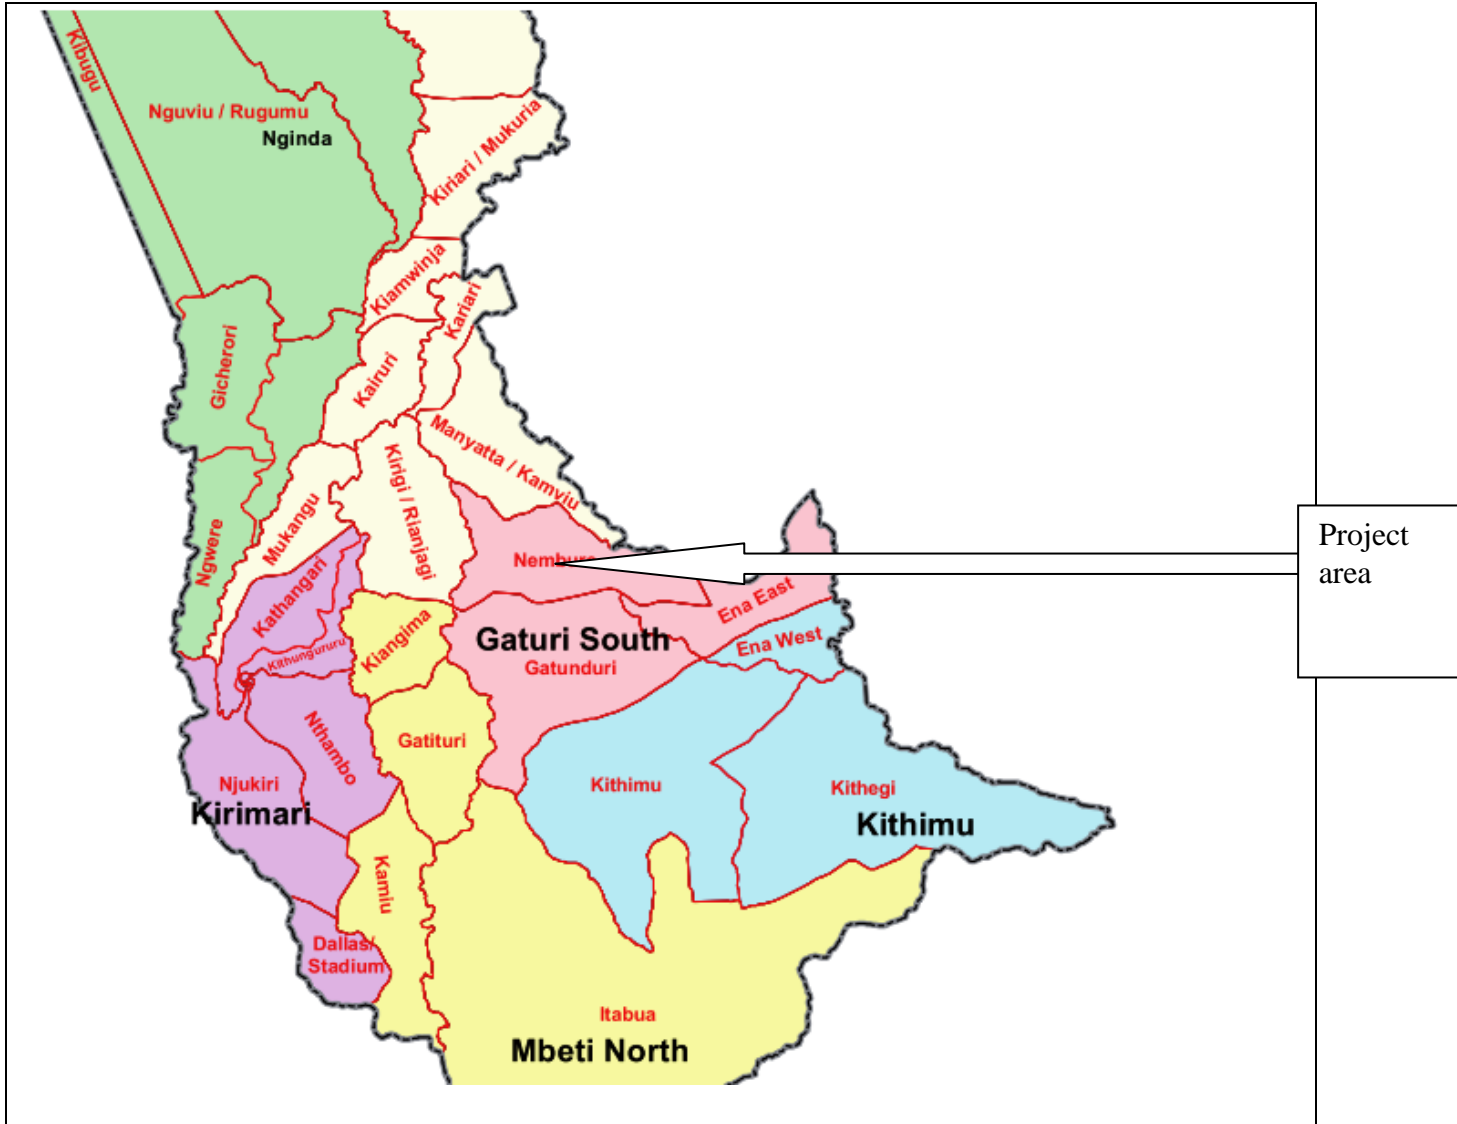 Kibugu
Nguviu / Rugumu
Nginda
Kiriari / Mukuria
Kiamwinja
Kariari
Gicherori
Kairuri
Manyatta / Kamviu
Kirigi / Rianjagi
Mukangu
Ngwere
Project
area
Kathangari
Ena East
Kiangima
Gaturi South
Ena West
Kithungururu
Gatunduri
Nthambo
Gatituri
Njukiri
Kirimari
Kithimu
Kithegi
Kithimu
Kamiu
Dallas/
Stadium
Itabua
Mbeti North